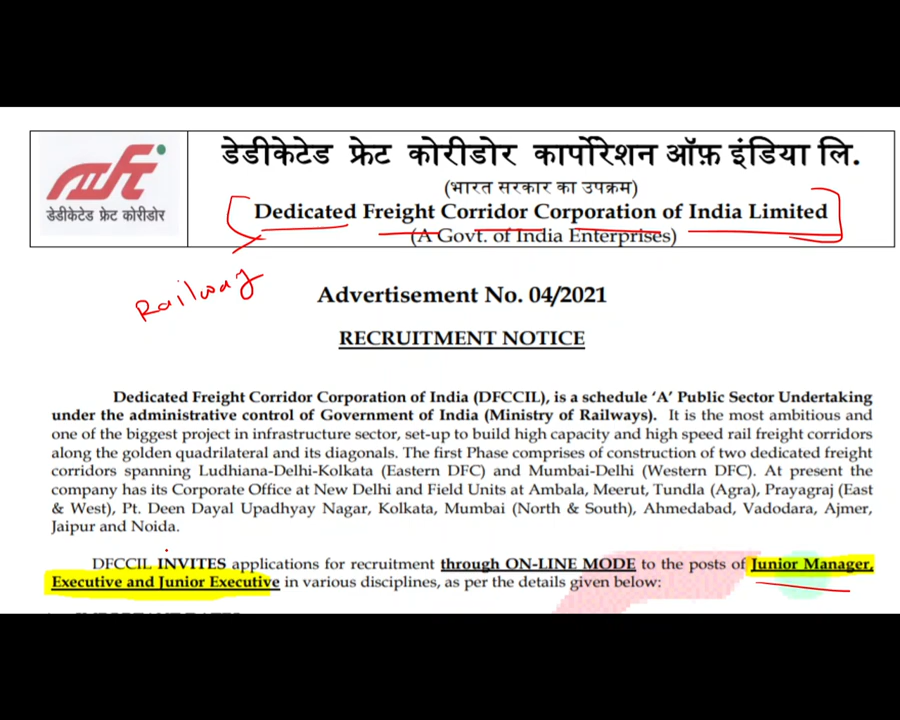 डेडीकेटेड फ्रेट कोरीडोर कार्पोरेशन ऑफ़ इंडिया लि.
(भारत सरकार का उपक्रम)
डेडीकेटेड फ्रेट कोरीडोर
Dedicated Freight Corridor Corporation of India Limited
(A Govt. of India Enterprises)
Railway
Advertisement No. 04/2021
RECRUITMENT NOTICE
Dedicated Freight Corridor Corporation of India (DFCCIL), is a schedule ‘A’ Public Sector Undertaking
under the administrative control of Government of India (Ministry of Railways). It is the most ambitious and
one of the biggest project in infrastructure sector, set-up to build high capacity and high speed rail freight corridors
along the golden quadrilateral and its diagonals. The first Phase comprises of construction of two dedicated freight
corridors spanning Ludhiana-Delhi-Kolkata (Eastern DFC) and Mumbai-Delhi (Western DFC). At present the
company has its Corporate Office at New Delhi and Field Units at Ambala, Meerut, Tundla (Agra), Prayagraj (East
& West), Pt. Deen Dayal Upadhyay Nagar, Kolkata, Mumbai (North & South), Ahmedabad, Vadodara, Ajmer,
Jaipur and Noida.
DFCCIL INVITES applications for recruitment through ON-LINE MODE to the posts of Junior Manager,
Executive and Junior Executive in various disciplines, as per the details given below: